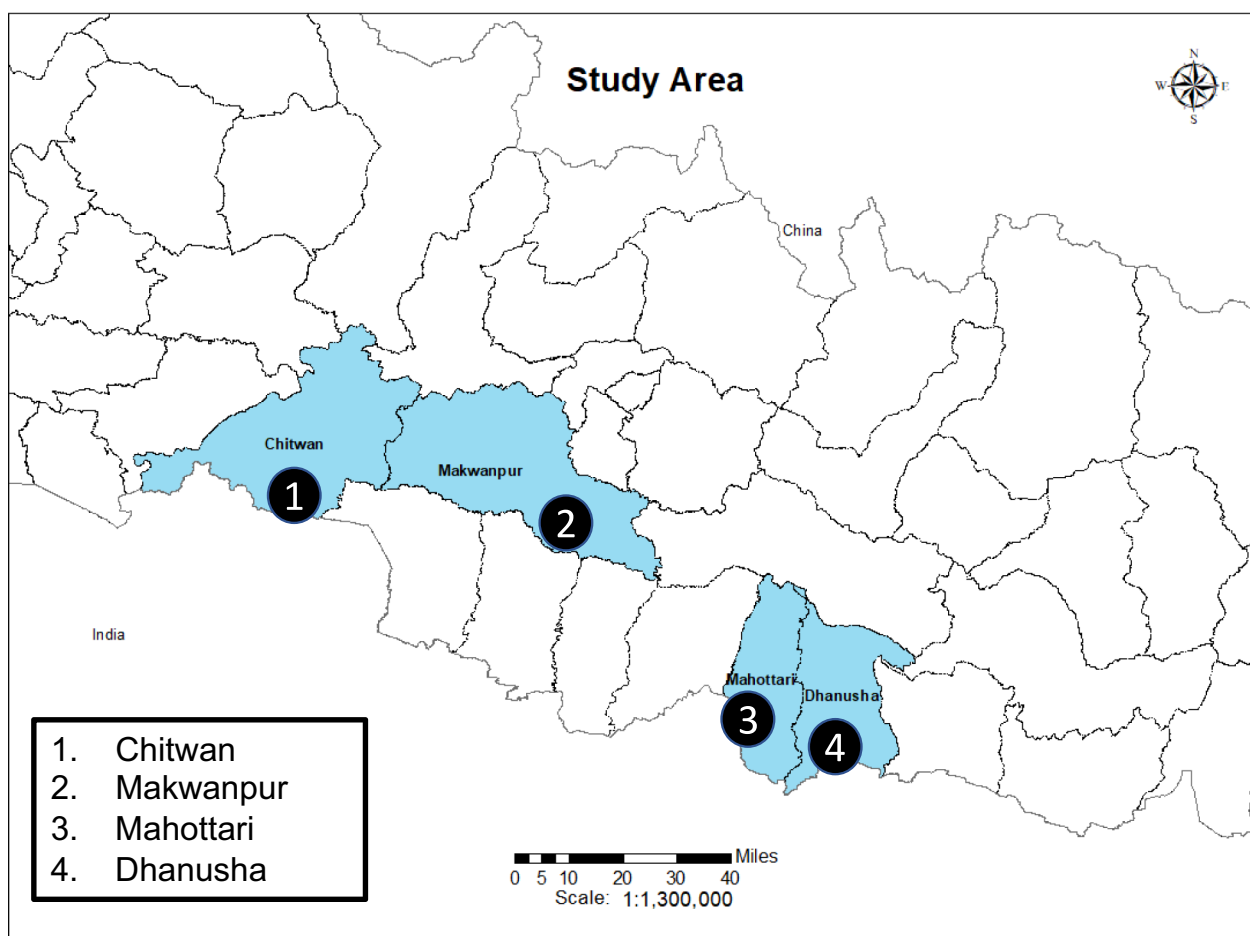 Study Area
N
W E
S
China
Chitwan
1
Makwanpur
2
India
Mahottari
3
Dhanusha
4
1. Chitwan
2. Makwanpur
3. Mahottari
4. Dhanusha
Miles
0 5 10 20 30 40
Scale: 1:1,300,000